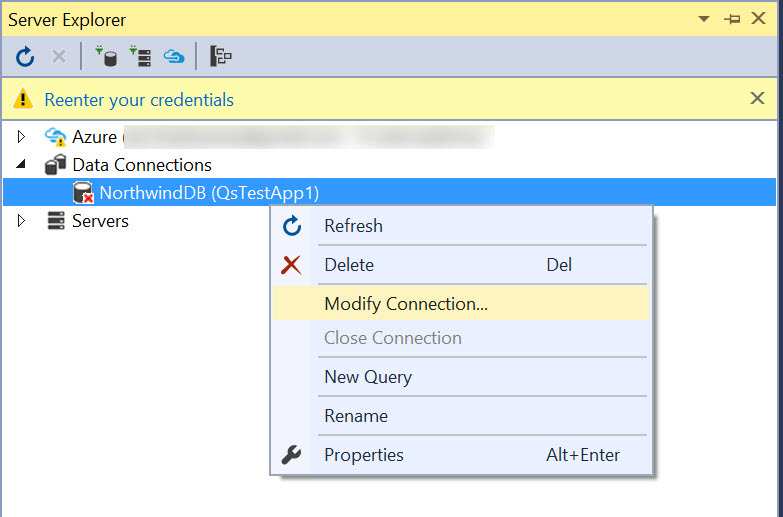 Server Explorer
Reenter your credentials
Azure (
Data Connections
NorthwindDB (QsTestApp1)
Servers
Refresh
Delete Del
Modify Connection...
Close Connection
New Query
Rename
Properties Alt+Enter